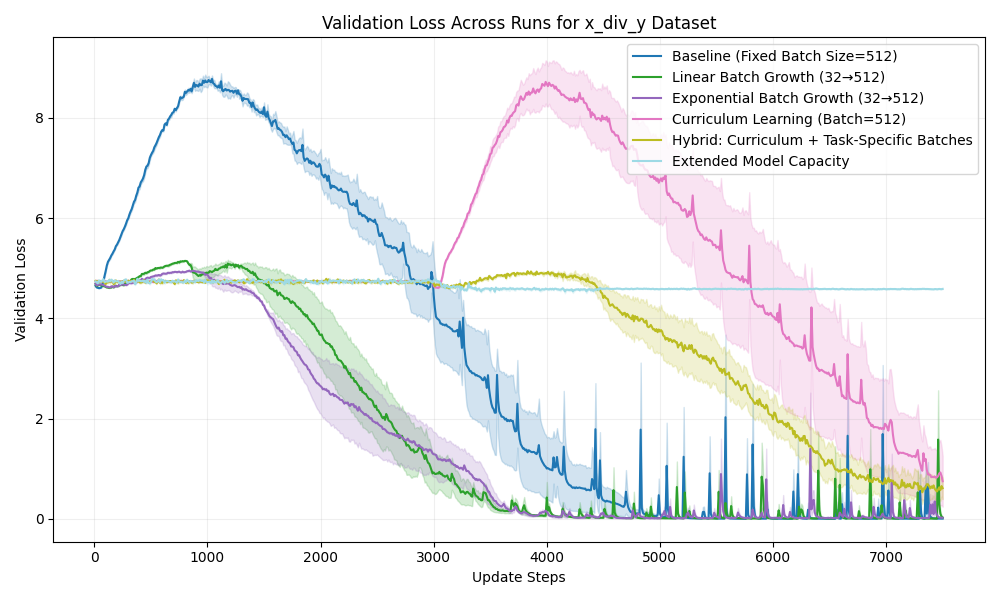 Validation Loss Across Runs for x_div_y Dataset
Baseline (Fixed Batch Size=512)
Linear Batch Growth (32→512)
Exponential Batch Growth (32→512)
Curriculum Learning (Batch=512)
Hybrid: Curriculum + Task-Specific Batches
Extended Model Capacity
Validation Loss
8
6
4
2
0
0 1000 2000 3000 4000 5000 6000 7000
Update Steps